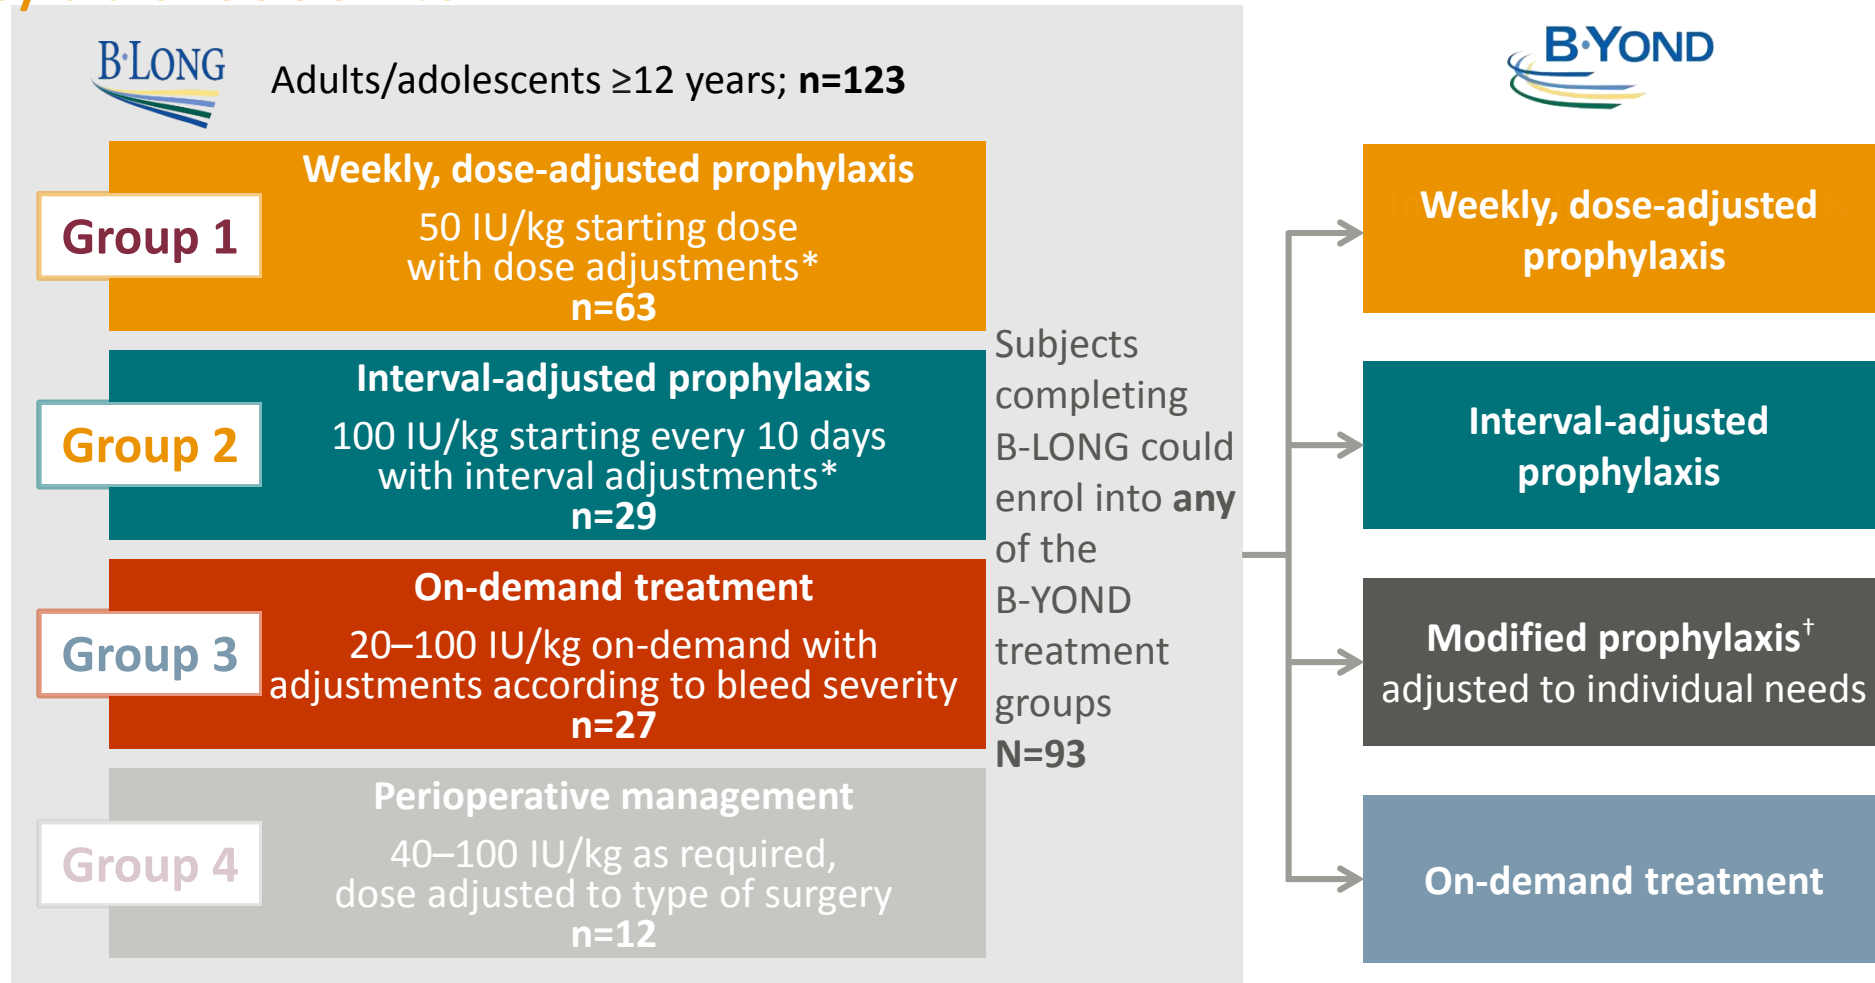 B·LONG
Adults/adolescents ≥12 years; n=123
Group 1
Weekly, dose-adjusted prophylaxis
50 IU/kg starting dose
with dose adjustments*
n=63
Group 2
Interval-adjusted prophylaxis
100 IU/kg starting every 10 days
with interval adjustments*
n=29
Group 3
On-demand treatment
20–100 IU/kg on-demand with
adjustments according to bleed severity
n=27
Group 4
Perioperative management
40–100 IU/kg as required,
dose adjusted to type of surgery
n=12
Subjects
completing
B-LONG could
enrol into any
of the
B-YOND
treatment
groups
N=93
B·YOND
Weekly, dose-adjusted
prophylaxis
Interval-adjusted
prophylaxis
Modified prophylaxis†
adjusted to individual needs
On-demand treatment